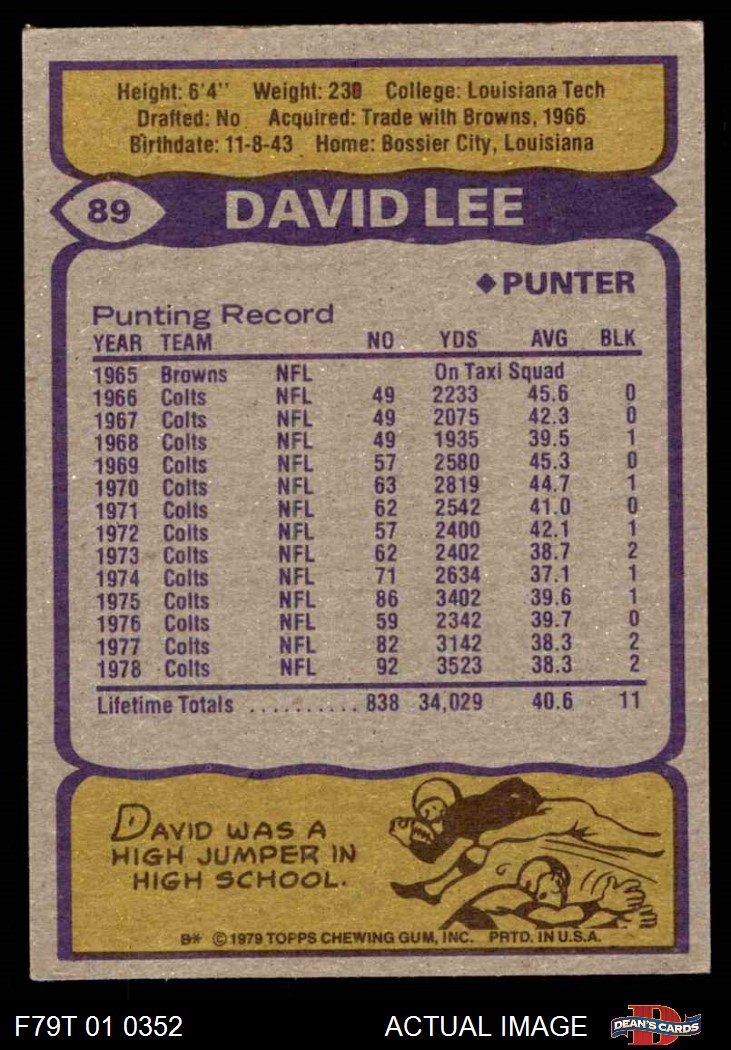 Height: 6'4" Weight: 230 College: Louisiana Tech
Drafted: No Acquired: Trade with Browns, 1966
Birthdate: 11-8-43 Home: Bossier City, Louisiana
89 DAVID LEE
◆PUNTER
Punting Record
YEAR TEAM NO YDS AVG BLK
1965 Browns NFL On Taxi Squad
1966 Colts NFL 49 2233 45.6 0
1967 Colts NFL 49 2075 42.3 0
1968 Colts NFL 49 1935 39.5 1
1969 Colts NFL 57 2580 45.3 0
1970 Colts NFL 63 2819 44.7 1
1971 Colts NFL 62 2542 41.0 0
1972 Colts NFL 57 2400 42.1 1
1973 Colts NFL 62 2402 38.7 2
1974 Colts NFL 71 2634 37.1 1
1975 Colts NFL 86 3402 39.6 1
1976 Colts NFL 59 2342 39.7 0
1977 Colts NFL 82 3142 38.3 2
1978 Colts NFL 92 3523 38.3 2
Lifetime Totals .......... 838 34,029 40.6 11
DAVID WAS A
HIGH JUMPER IN
HIGH SCHOOL.
B* © 1979 TOPPS CHEWING GUM, INC. PRTD. IN U.S.A.
F79T 01 0352 ACTUAL IMAGE D DEAN'S CARDS